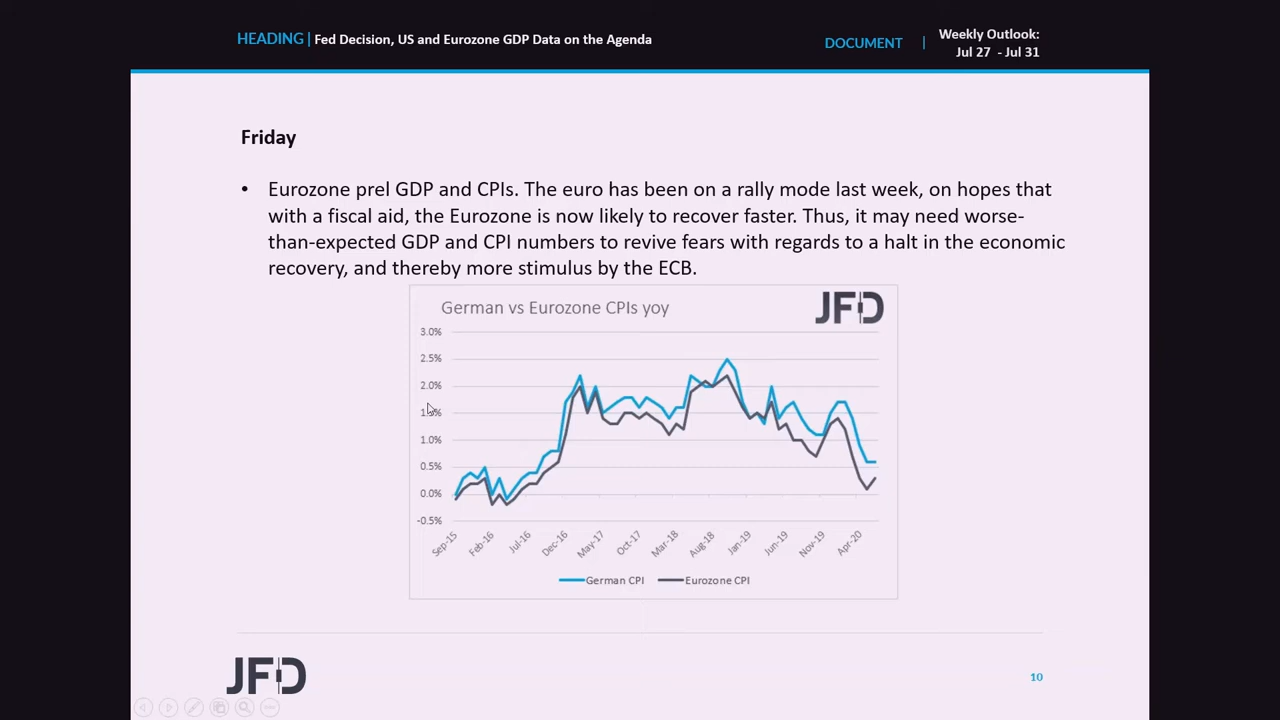 HEADING | Fed Decision, US and Eurozone GDP Data on the Agenda
DOCUMENT | Weekly Outlook:
Jul 27 - Jul 31
Friday
• Eurozone prel GDP and CPIs. The euro has been on a rally mode last week, on hopes that
with a fiscal aid, the Eurozone is now likely to recover faster. Thus, it may need worse-
than-expected GDP and CPI numbers to revive fears with regards to a halt in the economic
recovery, and thereby more stimulus by the ECB.
German vs Eurozone CPIs yoy
JFD
3.0%
2.5%
2.0%
1.5%
1.0%
0.5%
0.0%
-0.5%
Sep-15 Feb-16 Jul-16 Dec-16 May-17 Oct-17 Mar-18 Aug-18 Jan-19 Jun-19 Nov-19 Apr-20
German CPI Eurozone CPI
JFD
10